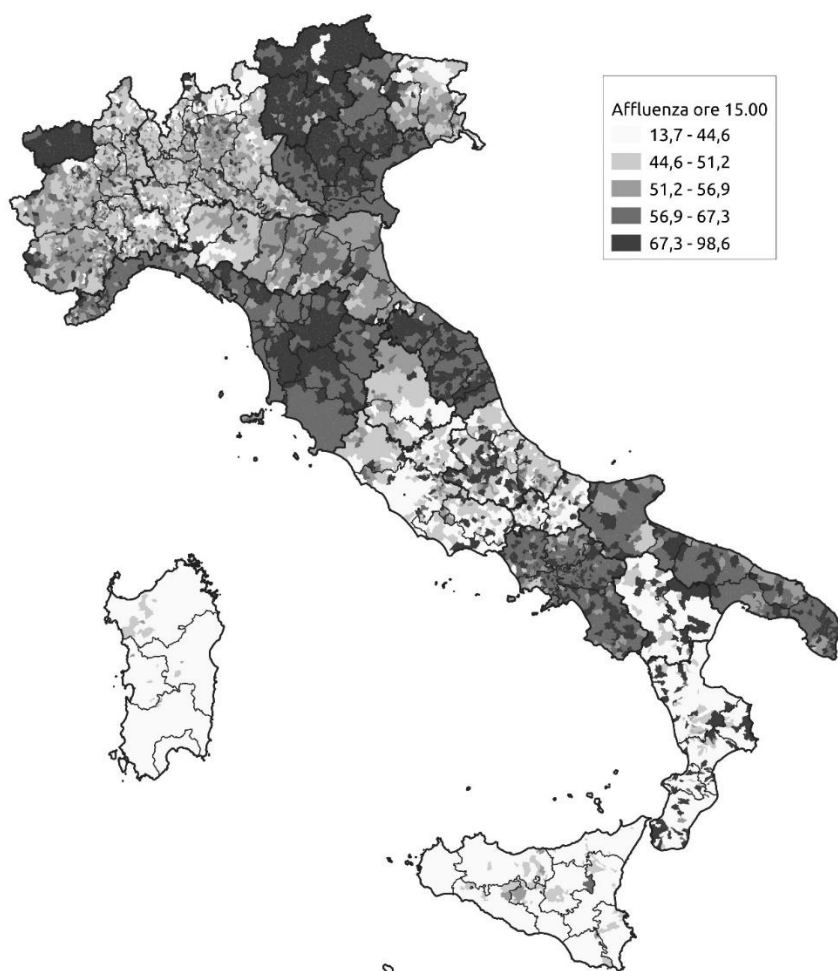 Affluenza ore 15.00
13,7 - 44,6
44,6 - 51,2
51,2 - 56,9
56,9 - 67,3
67,3 - 98,6